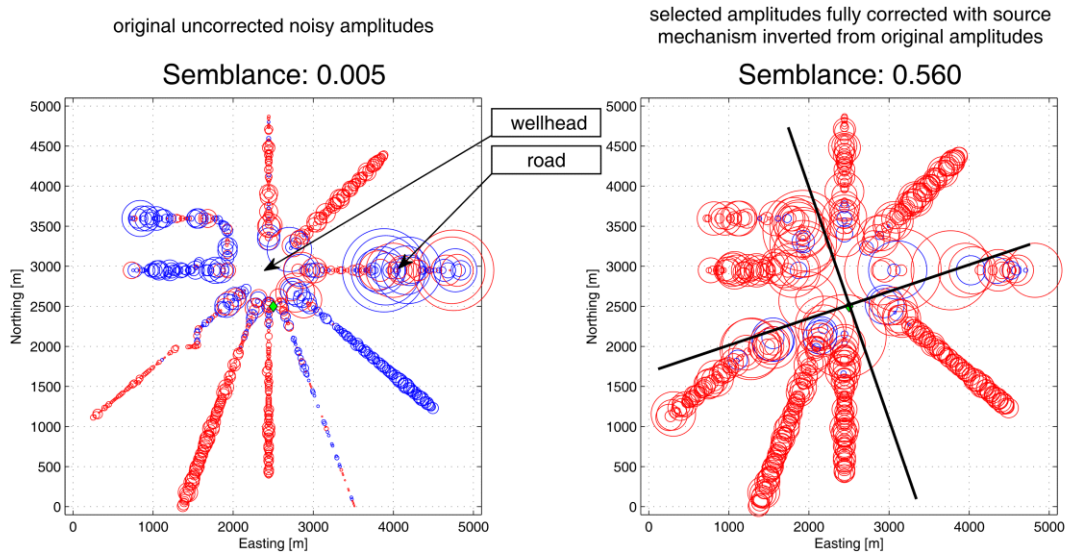 original uncorrected noisy amplitudes
Semblance: 0.005
5000
4500
4000
3500
3000
2500
2000
1500
1000
500
0
Northing [m]
0 1000 2000 3000 4000 5000
Easting [m]
wellhead
road
selected amplitudes fully corrected with source
mechanism inverted from original amplitudes
Semblance: 0.560
5000
4500
4000
3500
3000
2500
2000
1500
1000
500
0
Northing [m]
0 1000 2000 3000 4000 5000
Easting [m]